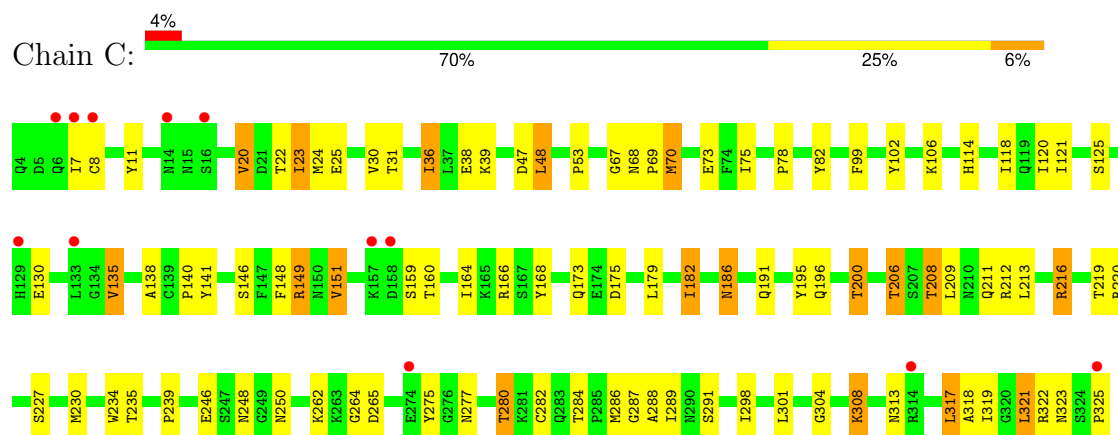 4%
Chain C:
70% 25% 6%
Q4 D5 Q6 I7 C8 Y11 N14 N15 S16 V20 D21 T22 I23 M24 E25 V30 T31 I36 L37 E38 K39 D47 L48 P53 G67 N68 P69 M70 E73 F74 I75 P78 Y82 F99 Y102 K106 H114 I118 Q119 I120 I121 S125
H129 E130 L133 G134 V135 A138 C139 P140 Y141 S146 F147 F148 R149 N150 V151 K157 D158 S159 T160 I164 K165 R166 S167 Y168 Q173 E174 D175 L179 I182 N186 Q191 Y195 Q196 T200 T206 S207 T208 L209 N210 Q211 R212 L213 R216 T219
S227 M230 W234 T235 P239 E246 S247 N248 G249 N250 K262 K263 G264 D265 E274 Y275 G276 N277 T280 K281 C282 Q283 T284 P285 M286 G287 A288 I289 N290 S291 I298 L301 G304 K308 N313 R314 L317 A318 I319 G320 L321 R322 N323 S324 P325